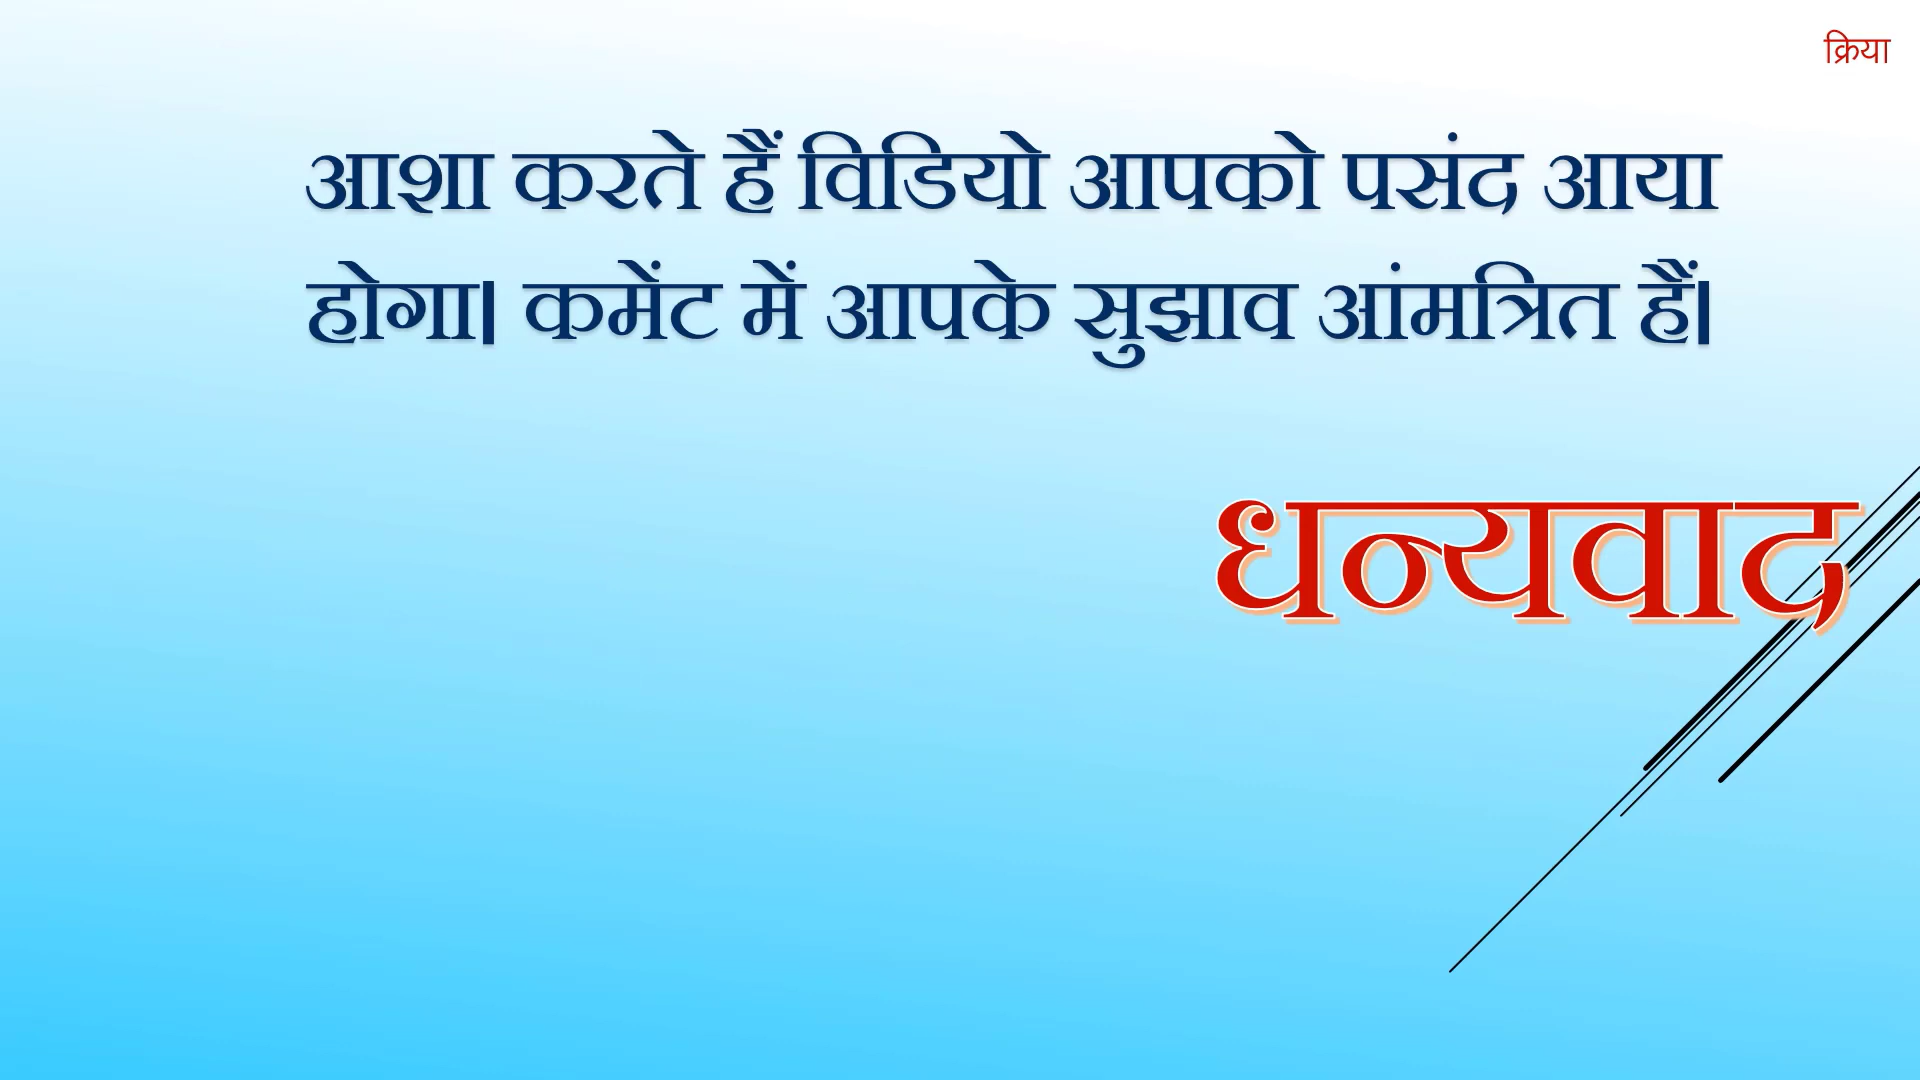 क्रिया
आशा करते हैं विडियो आपको पसंद आया
होगा। कमेंट में आपके सुझाव आंमत्रित हैं।
धन्यवाद